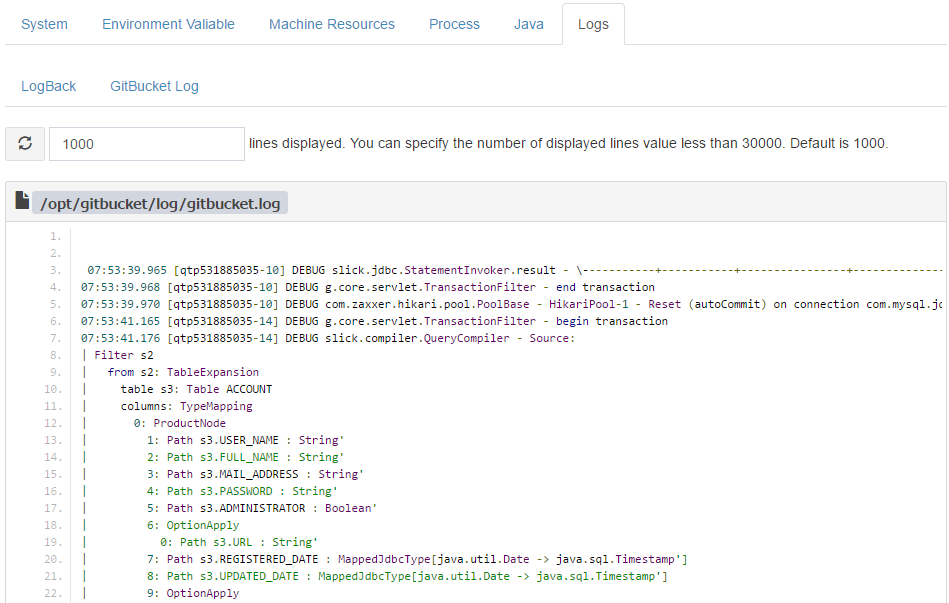 System Environment Valiable Machine Resources Process Java Logs
LogBack GitBucket Log
1000 lines displayed. You can specify the number of displayed lines value less than 30000. Default is 1000.
/opt/gitbucket/log/gitbucket.log
1.
2.
3. 07:53:39.965 [qtp531885035-10] DEBUG slick.jdbc.StatementInvoker.result - \-----------+-----------+-----------------+--------------
4. 07:53:39.968 [qtp531885035-10] DEBUG g.core.servlet.TransactionFilter - end transaction
5. 07:53:39.970 [qtp531885035-10] DEBUG com.zaxxer.hikari.pool.PoolBase - HikariPool-1 - Reset (autoCommit) on connection com.mysql.jd
6. 07:53:41.165 [qtp531885035-14] DEBUG g.core.servlet.TransactionFilter - begin transaction
7. 07:53:41.176 [qtp531885035-14] DEBUG slick.compiler.QueryCompiler - Source:
8. | Filter s2
9. |   from s2: TableExpansion
10. |     table s3: Table ACCOUNT
11. |     columns: TypeMapping
12. |       0: ProductNode
13. |         1: Path s3.USER_NAME : String'
14. |         2: Path s3.FULL_NAME : String'
15. |         3: Path s3.MAIL_ADDRESS : String'
16. |         4: Path s3.PASSWORD : String'
17. |         5: Path s3.ADMINISTRATOR : Boolean'
18. |         6: OptionApply
19. |           0: Path s3.URL : String'
20. |         7: Path s3.REGISTERED_DATE : MappedJdbcType[java.util.Date -> java.sql.Timestamp']
21. |         8: Path s3.UPDATED_DATE : MappedJdbcType[java.util.Date -> java.sql.Timestamp']
22. |         9: OptionApply